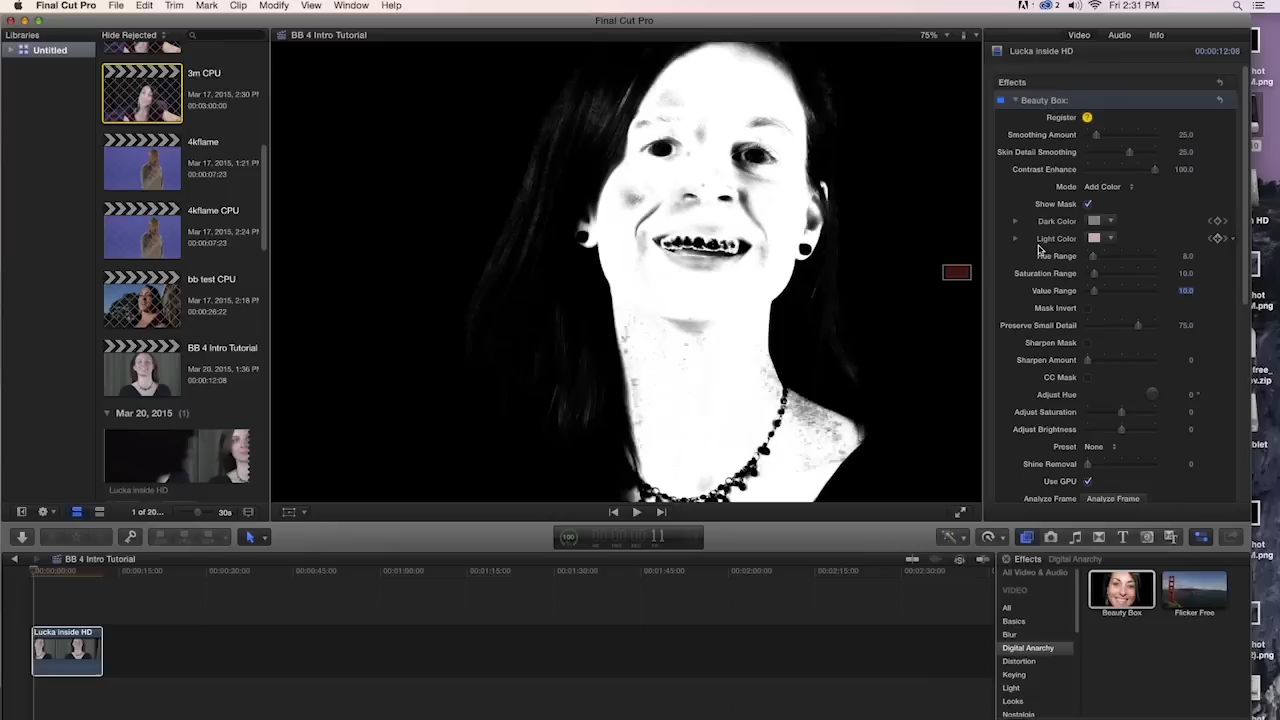 Final Cut Pro File Edit Trim Mark Clip Modify View Window Help
2 Fri 2:31 PM
Final Cut Pro
Libraries
Hide Rejected
BB 4 Intro Tutorial
75%
Video Audio Info
Untitled
Lucka inside HD
00:00:12:08
3m CPU
Mar 17, 2015, 2:30 PM
00:03:00:00
4kflame
Mar 17, 2015, 1:21 PM
00:00:07:23
4kflame CPU
Mar 17, 2015, 2:24 PM
00:00:07:23
bb test CPU
Mar 17, 2015, 2:18 PM
00:00:26:22
BB 4 Intro Tutorial
Mar 20, 2015, 1:36 PM
00:00:12:08
Mar 20, 2015 (1)
Lucka inside HD
1 of 20...
30s
Effects
Beauty Box:
Register
Smoothing Amount 25.0
Skin Detail Smoothing 25.0
Contrast Enhance 100.0
Mode Add Color
Show Mask
Dark Color
Light Color
Hue Range 8.0
Saturation Range 10.0
Value Range 10.0
Mask Invert
Preserve Small Detail 75.0
Sharpen Mask
Sharpen Amount 0
CC Mask
Adjust Hue 0 °
Adjust Saturation 0
Adjust Brightness 0
Preset None
Shine Removal 0
Use GPU
Analyze Frame Analyze Frame
100
11
HR MIN SEC FR
BB 4 Intro Tutorial
00:00:00:00 00:00:15:00 00:00:30:00 00:00:45:00 00:01:00:00 00:01:15:00 00:01:30:00 00:01:45:00 00:02:00:00 00:02:15:00 00:02:30:00
Lucka inside HD
Effects Digital Anarchy
All Video & Audio
VIDEO
All
Basics
Blur
Digital Anarchy
Distortion
Keying
Light
Looks
Nostalgia
Beauty Box
Flicker Free